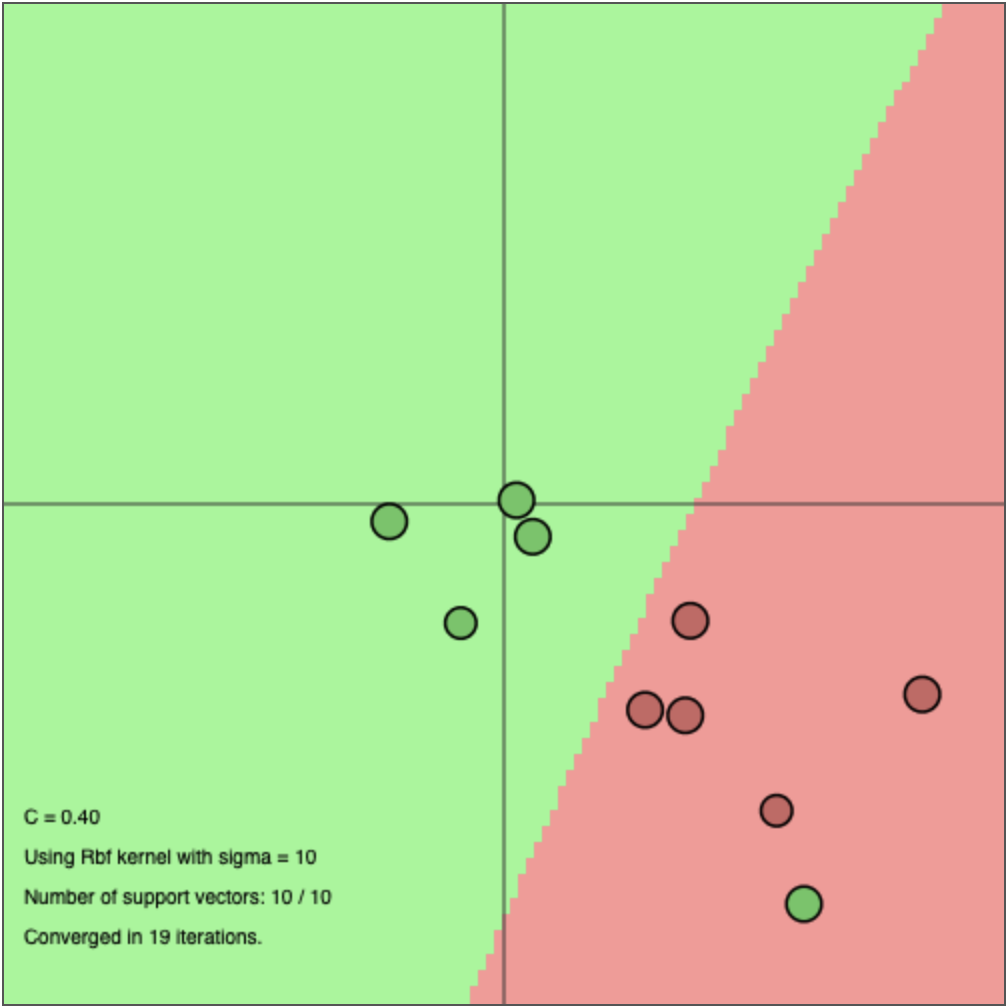 C = 0.40
Using Rbf kernel with sigma = 10
Number of support vectors: 10 / 10
Converged in 19 iterations.